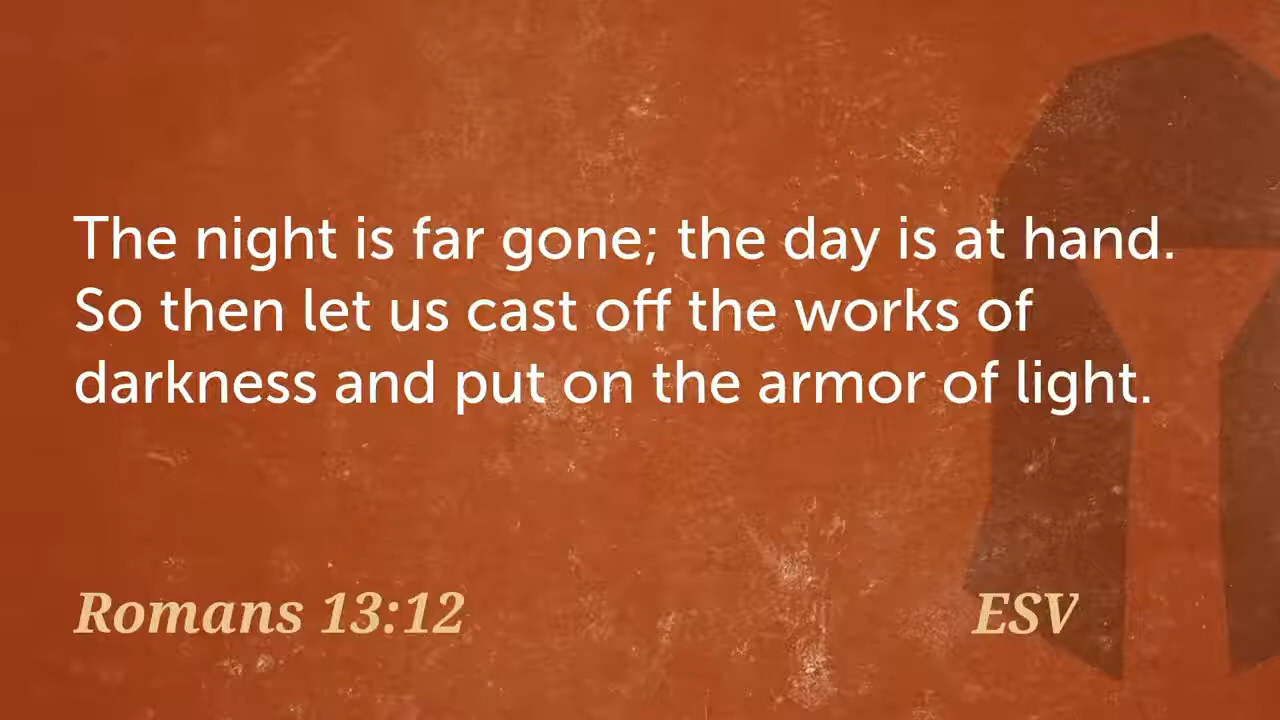 The night is far gone; the day is at hand.
So then let us cast off the works of
darkness and put on the armor of light.
Romans 13:12 ESV